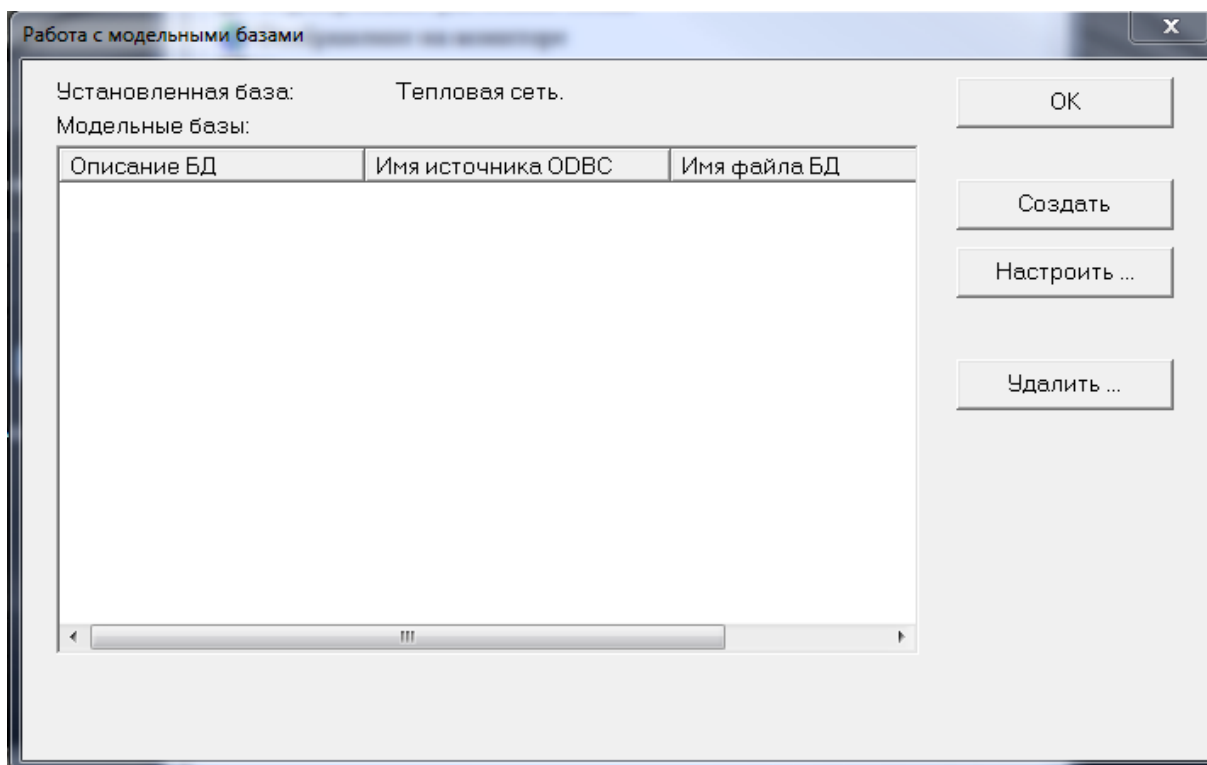 Работа с модельными базами
Установленная база: Тепловая сеть.
Модельные базы:
Описание БД Имя источника ODBC Имя файла БД
OK
Создать
Настроить ...
Удалить ...